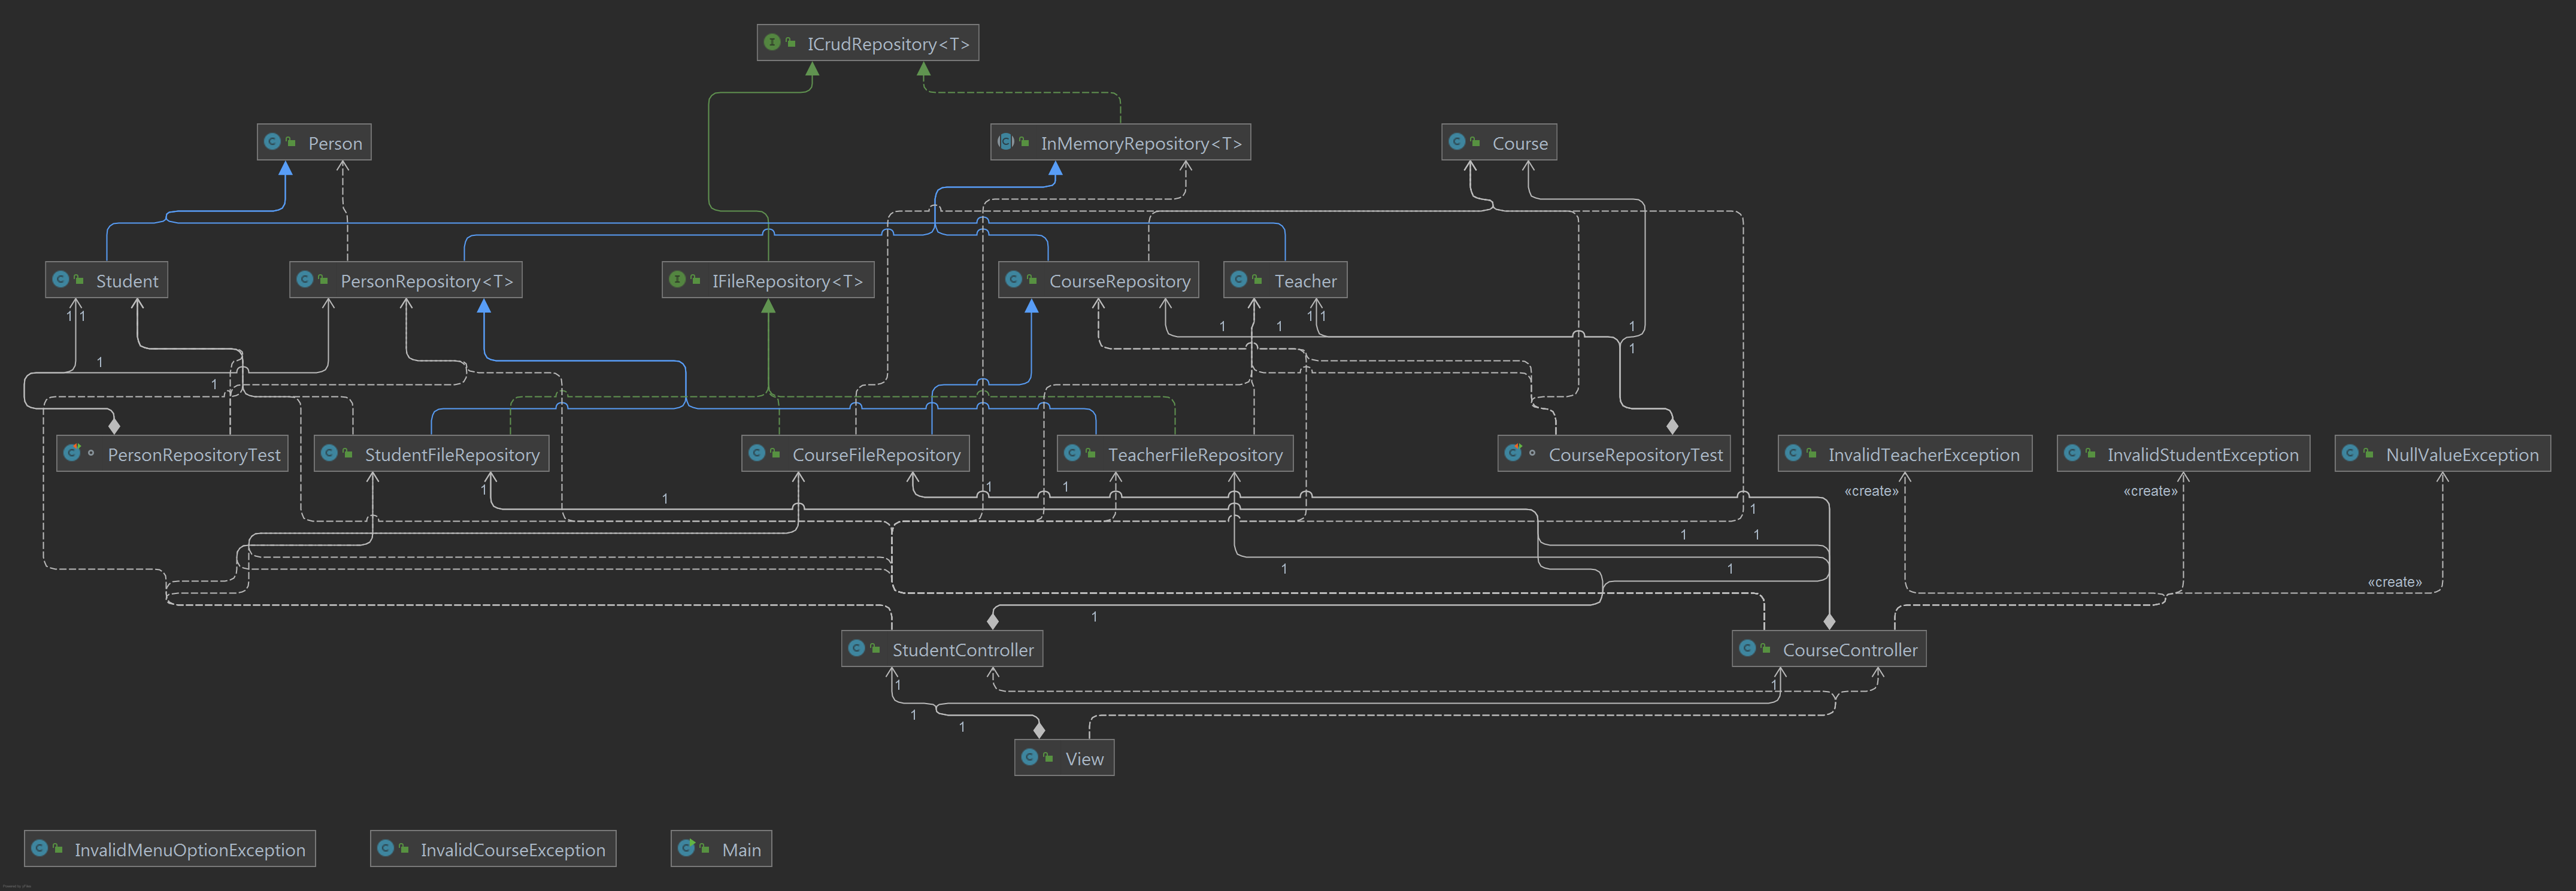 ICrudRepository<T>
Person
InMemoryRepository<T>
Course
Student
PersonRepository<T>
IFileRepository<T>
CourseRepository
Teacher
1 1
1 1 1 1 1
1
1
1
PersonRepositoryTest
StudentFileRepository
CourseFileRepository
TeacherFileRepository
CourseRepositoryTest
InvalidTeacherException
InvalidStudentException
NullValueException
1 1 1 1
«create»
«create»
1
1 1
1 1
«create»
1
StudentController
CourseController
1 1
1
1
View
InvalidMenuOptionException
InvalidCourseException
Main